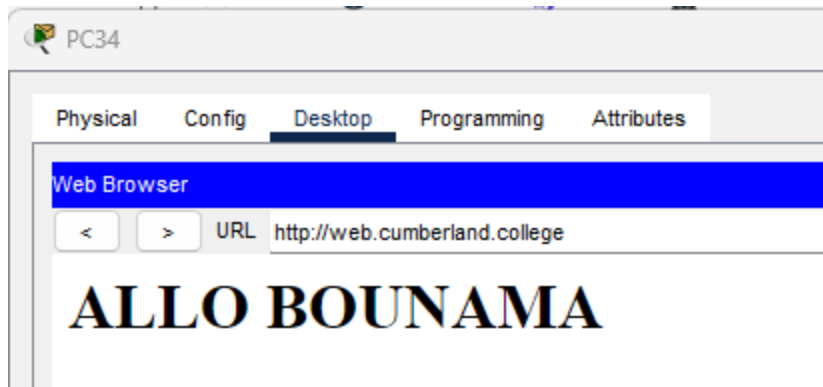 PC34
Physical Config Desktop Programming Attributes
Web Browser
< > URL http://web.cumberland.college
ALLO BOUNAMA